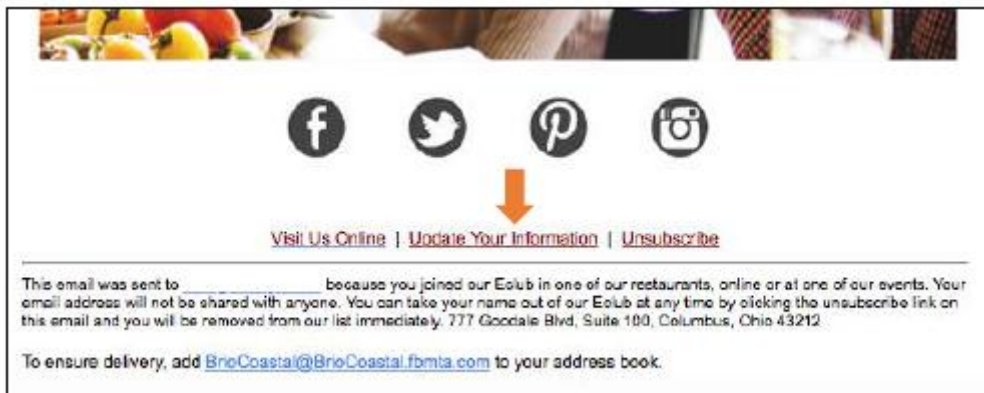 Visit Us Online | Update Your Information | Unsubscribe
This email was sent to because you joined our Eclub in one of our restaurants, online or at one of our events. Your
email address will not be shared with anyone. You can take your name out of our Eclub at any time by clicking the unsubscribe link on
this email and you will be removed from our list immediately. 777 Goodale Blvd, Suite 100, Columbus, Ohio 43212
To ensure delivery, add BrioCoastal@BrioCoastal.fbmta.com to your address book.